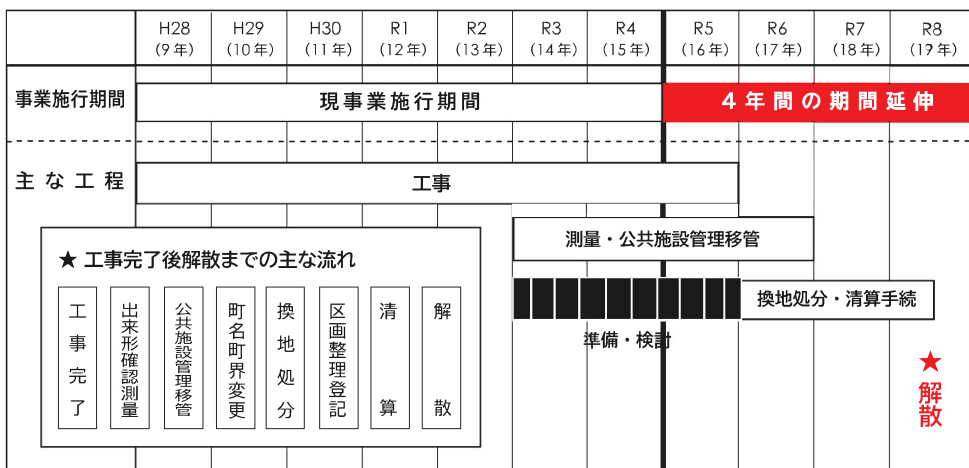 H28 H29 H30 R1 R2 R3 R4 R5 R6 R7 R8
(9年) (10年) (11年) (12年) (13年) (14年) (15年) (16年) (17年) (18年) (19年)
事業施行期間 現事業施行期間 4年間の期間延伸
主な工程 工事
測量・公共施設管理移管
換地処分・清算手続
準備・検討
★解散
★ 工事完了後解散までの主な流れ
工事完了
出来形確認測量
公共施設管理移管
町名町界変更
換地処分
区画整理登記
清算
解散